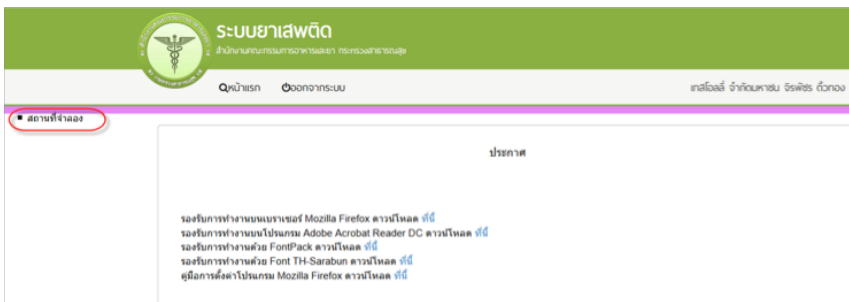 ระบบยาเสพติด
สำนักงานคณะกรรมการอาหารและยา กระทรวงสาธารณสุข
หน้าแรก ออกจากระบบ
เภสัชกร จำกัดมหาชน จิรพัชร ติ้วทอง
สถานที่จำลอง
ประกาศ
รองรับการทำงานบนเบราเซอร์ Mozilla Firefox ดาวน์โหลด ที่นี่
รองรับการทำงานบนโปรแกรม Adobe Acrobat Reader DC ดาวน์โหลด ที่นี่
รองรับการทำงานด้วย FontPack ดาวน์โหลด ที่นี่
รองรับการทำงานด้วย Font TH-Sarabun ดาวน์โหลด ที่นี่
คู่มือการตั้งค่าโปรแกรม Mozilla Firefox ดาวน์โหลด ที่นี่